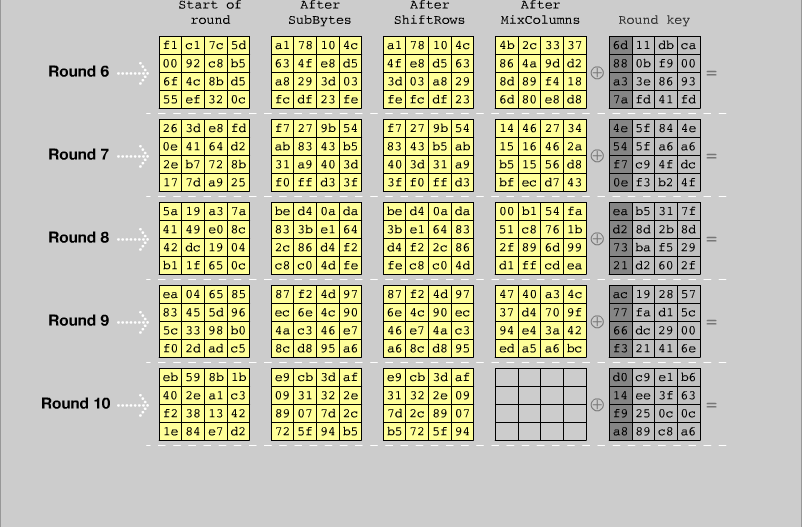 Start of After After After
round SubBytes ShiftRows MixColumns Round key
f1 c1 7c 5d a1 78 10 4c a1 78 10 4c 4b 2c 33 37 6d 11 db ca
00 92 c8 b5 63 4f e8 d5 4f e8 d5 63 86 4a 9d d2 88 0b f9 00
Round 6 ⊕ =
6f 4c 8b d5 a8 29 3d 03 3d 03 a8 29 8d 89 f4 18 a3 3e 86 93
55 ef 32 0c fc df 23 fe fe fc df 23 6d 80 e8 d8 7a fd 41 fd
26 3d e8 fd f7 27 9b 54 f7 27 9b 54 14 46 27 34 4e 5f 84 4e
0e 41 64 d2 ab 83 43 b5 83 43 b5 ab 15 16 46 2a 54 5f a6 a6
Round 7 ⊕ =
2e b7 72 8b 31 a9 40 3d 40 3d 31 a9 b5 15 56 d8 f7 c9 4f dc
17 7d a9 25 f0 ff d3 3f 3f f0 ff d3 bf ec d7 43 0e f3 b2 4f
5a 19 a3 7a be d4 0a da be d4 0a da 00 b1 54 fa ea b5 31 7f
41 49 e0 8c 83 3b e1 64 3b e1 64 83 51 c8 76 1b d2 8d 2b 8d
Round 8 ⊕ =
42 dc 19 04 2c 86 d4 f2 d4 f2 2c 86 2f 89 6d 99 73 ba f5 29
b1 1f 65 0c c8 c0 4d fe fe c8 c0 4d d1 ff cd ea 21 d2 60 2f
ea 04 65 85 87 f2 4d 97 87 f2 4d 97 47 40 a3 4c ac 19 28 57
83 45 5d 96 ec 6e 4c 90 6e 4c 90 ec 37 d4 70 9f 77 fa d1 5c
Round 9 ⊕ =
5c 33 98 b0 4a c3 46 e7 46 e7 4a c3 94 e4 3a 42 66 dc 29 00
f0 2d ad c5 8c d8 95 a6 a6 8c d8 95 ed a5 a6 bc f3 21 41 6e
eb 59 8b 1b e9 cb 3d af e9 cb 3d af d0 c9 e1 b6
40 2e a1 c3 09 31 32 2e 31 32 2e 09 14 ee 3f 63
Round 10 ⊕ =
f2 38 13 42 89 07 7d 2c 7d 2c 89 07 f9 25 0c 0c
1e 84 e7 d2 72 5f 94 b5 b5 72 5f 94 a8 89 c8 a6